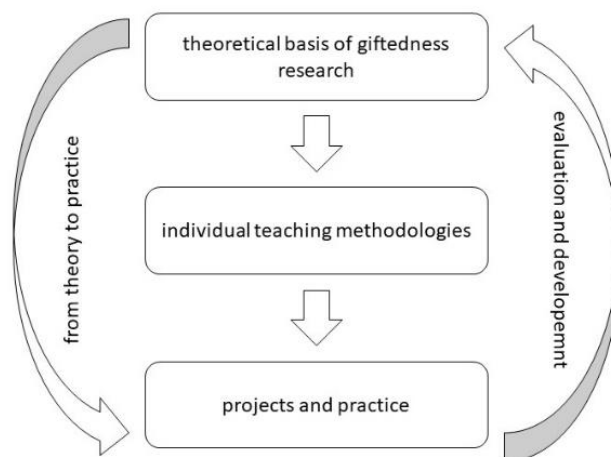 theoretical basis of giftedness
research
from theory to practice
individual teaching methodologies
evaluation and developemnt
projects and practice